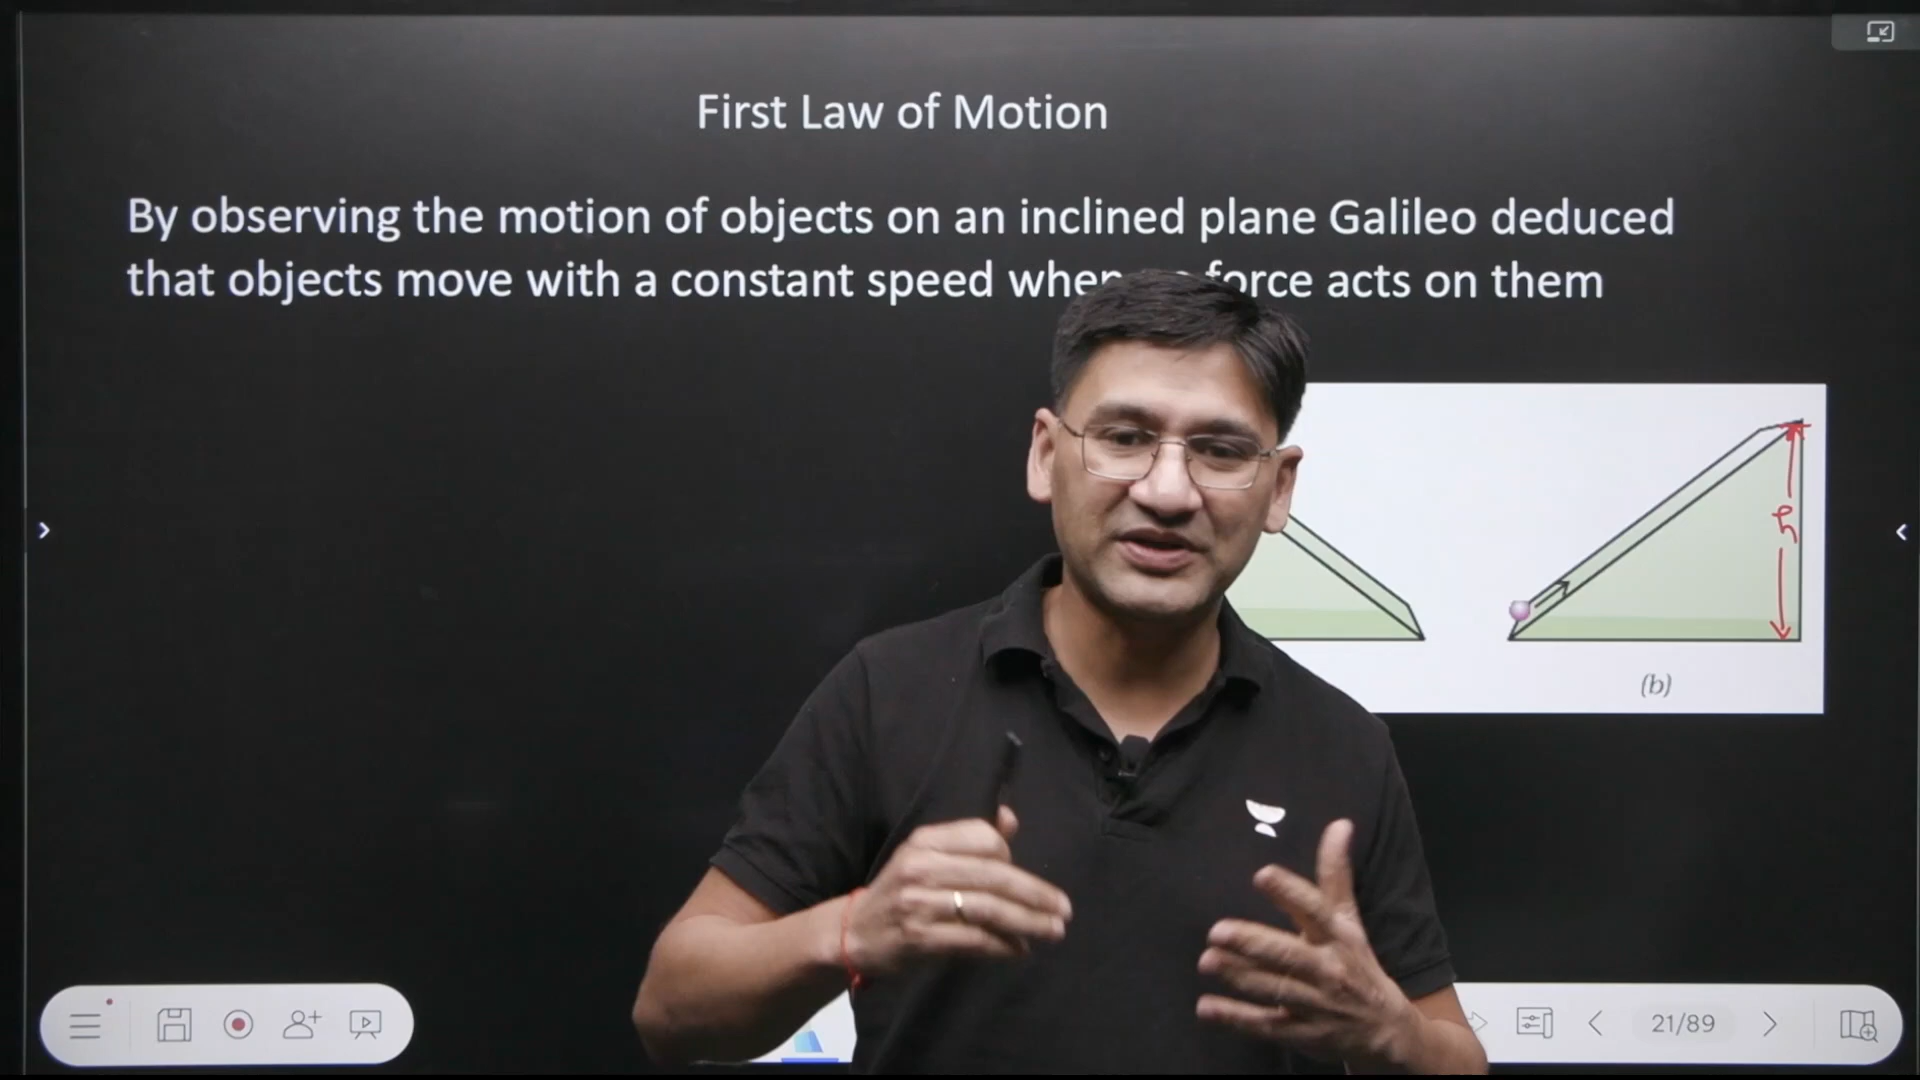 First Law of Motion
By observing the motion of objects on an inclined plane Galileo deduced
that objects move with a constant speed when force acts on them
h
(b)
21/89